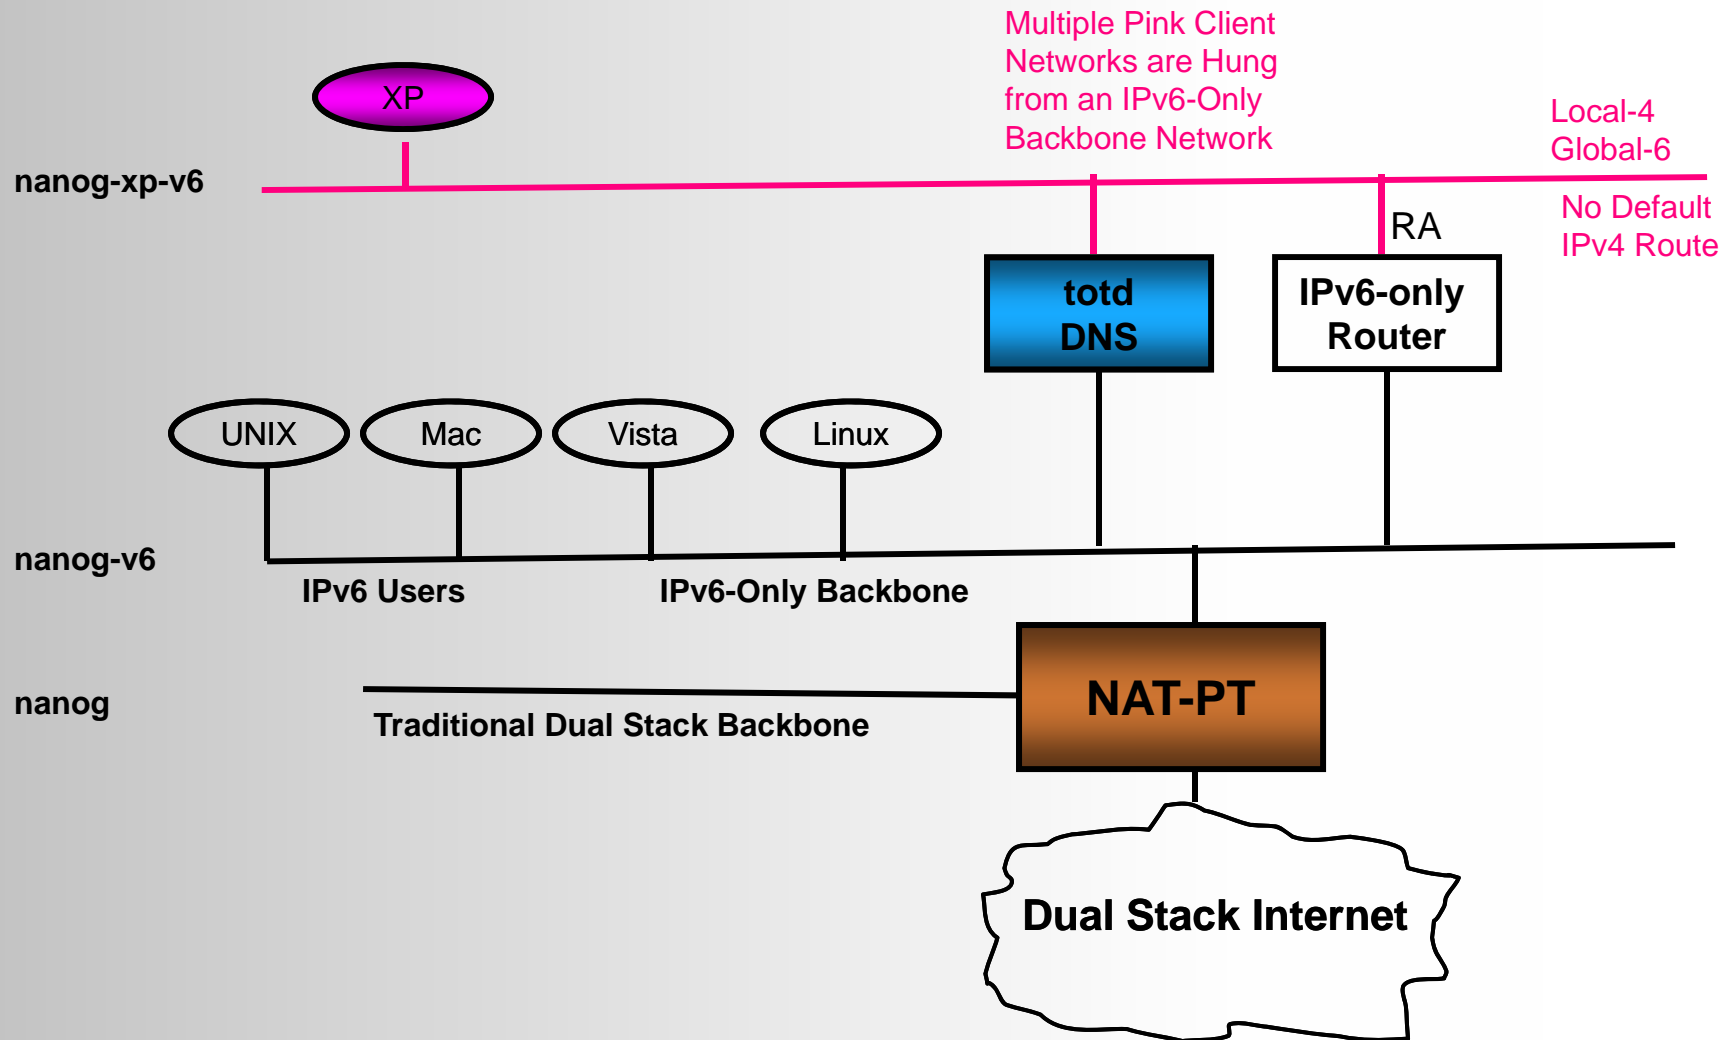 Multiple Pink Client
Networks are Hung
from an IPv6-Only
Backbone Network
XP
Local-4
Global-6
nanog-xp-v6
No Default
IPv4 Route
RA
totd
DNS
IPv6-only
Router
UNIX
Mac
Vista
Linux
nanog-v6
IPv6 Users
IPv6-Only Backbone
nanog
NAT-PT
Traditional Dual Stack Backbone
Dual Stack Internet